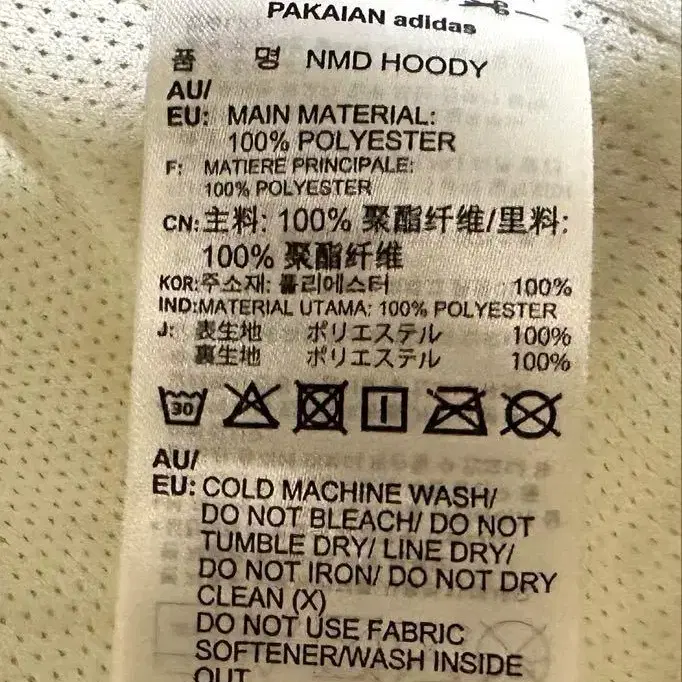 PAKAIAN adidas
품 명 NMD HOODY
AU/
EU: MAIN MATERIAL:
100% POLYESTER
F: MATIERE PRINCIPALE:
100% POLYESTER
CN: 主料: 100% 聚酯纤维/里料:
100% 聚酯纤维
KOR: 주소재: 폴리에스터 100%
IND: MATERIAL UTAMA: 100% POLYESTER
J: 表生地 ポリエステル 100%
裏生地 ポリエステル 100%
30
AU/
EU: COLD MACHINE WASH/
DO NOT BLEACH/ DO NOT
TUMBLE DRY/ LINE DRY/
DO NOT IRON/ DO NOT DRY
CLEAN (X)
DO NOT USE FABRIC
SOFTENER/WASH INSIDE
OUT